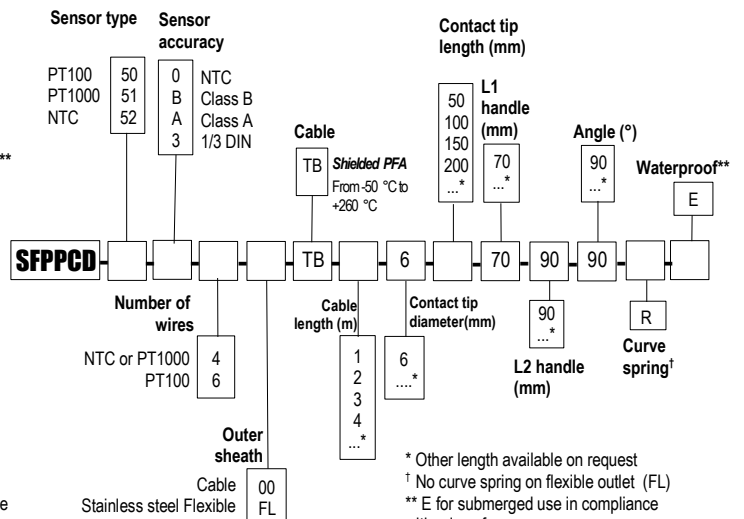 Sensor type
Sensor accuracy
PT100 50
PT1000 51
NTC 52
0 NTC
B Class B
A Class A
3 1/3 DIN
**
Cable
TB Shielded PFA
From -50 °C to
+260 °C
Contact tip
length (mm)
50
100
150
200
...*
L1
handle
(mm)
70
...*
Angle (°)
90
...*
Waterproof**
E
SFPPCD - - - - - TB - - 6 - - 70 - 90 - 90 - -
Number of
wires
NTC or PT1000 4
PT100 6
Outer
sheath
Cable 00
Stainless steel Flexible FL
Cable
length (m)
1
2
3
4
...*
Contact tip
diameter(mm)
6
....*
90
...*
L2 handle
(mm)
R
Curve
spring†
* Other length available on request
† No curve spring on flexible outlet (FL)
** E for submerged use in compliance
e